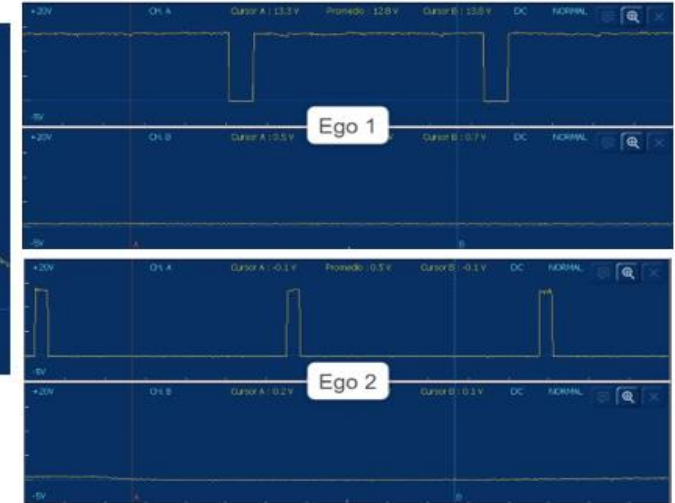 +20V CH. A Cursor A : 13.3 V Promedio : 12.8 V Cursor B : 13.8 V DC NORMAL
-5V
Ego 1
+20V CH. B Cursor A : 0.5 V Cursor B : 0.7 V DC NORMAL
-5V A B
+20V CH. A Cursor A : -0.1 V Promedio : 0.5 V Cursor B : -0.1 V DC NORMAL
-5V
Ego 2
+20V CH. B Cursor A : 0.2 V Cursor B : 0.1 V DC NORMAL
-5V A B